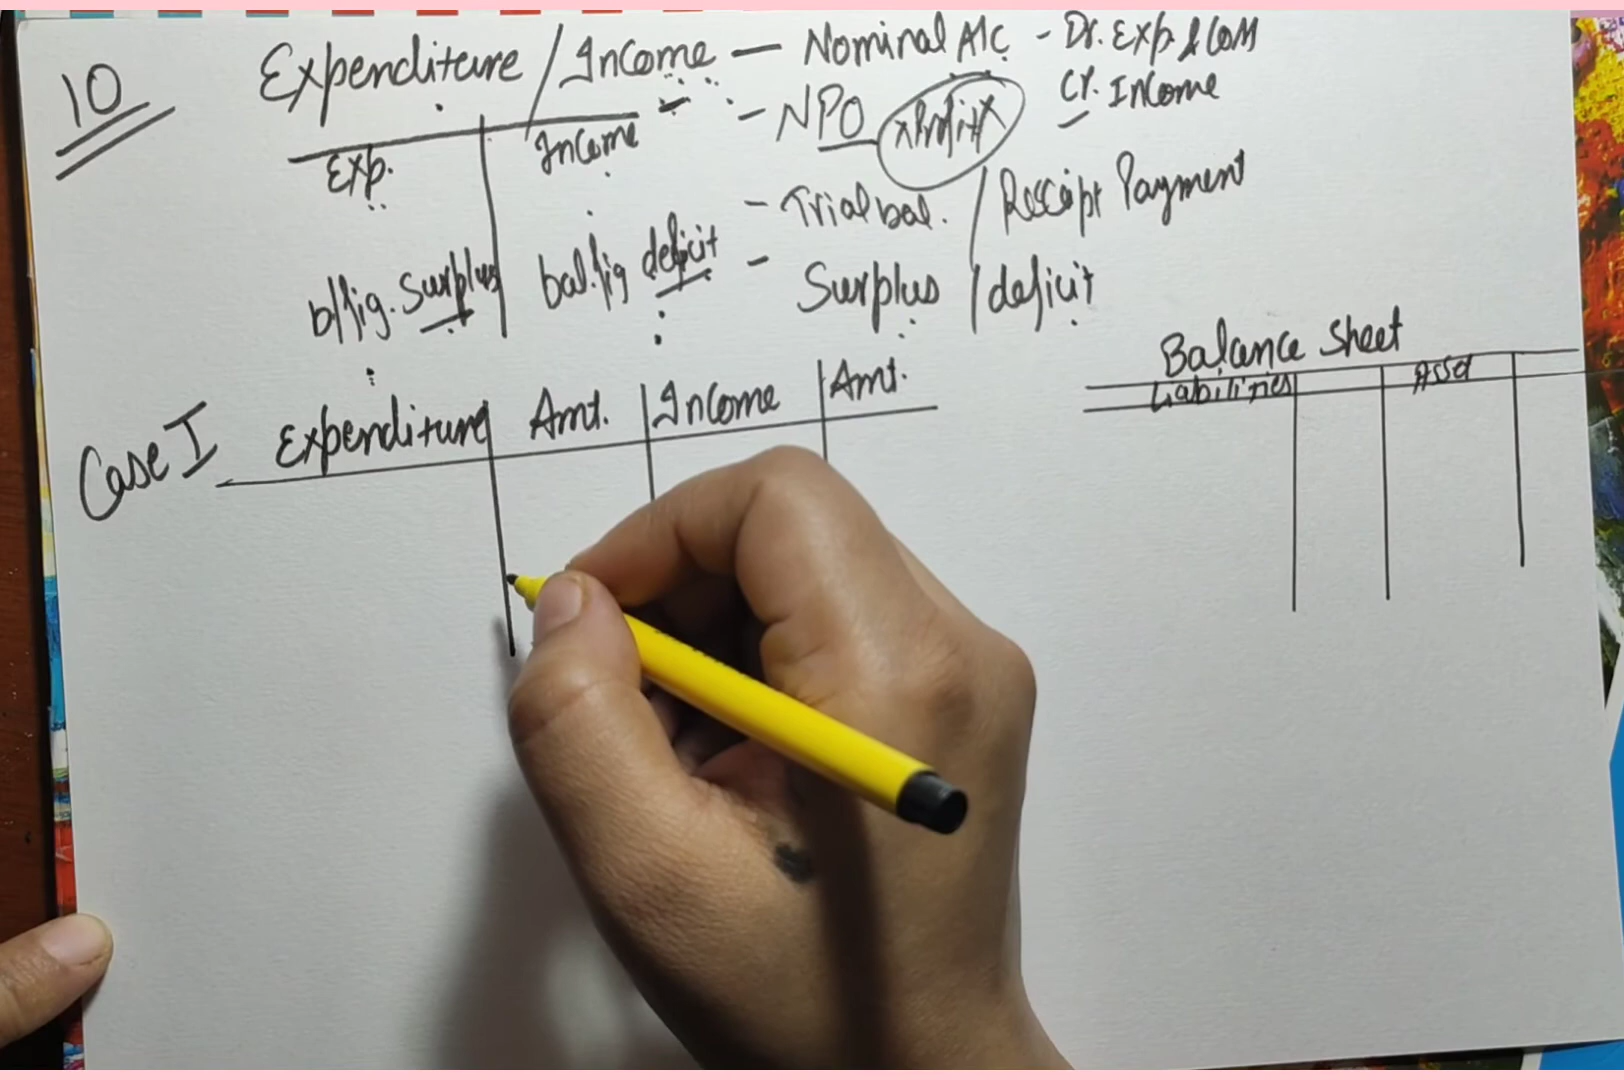 10
Expenditure / Income — Nominal A/C - Dr. Exp. & Loss
Cr. Income
- NPO xProfitx
Exp. Income
- Trial bal. / Receipt Payment
b/fig. Surplus bal. fig deficit - Surplus / deficit
Case I
Expenditure Amt. Income Amt.
Balance Sheet
Liabilities Asset